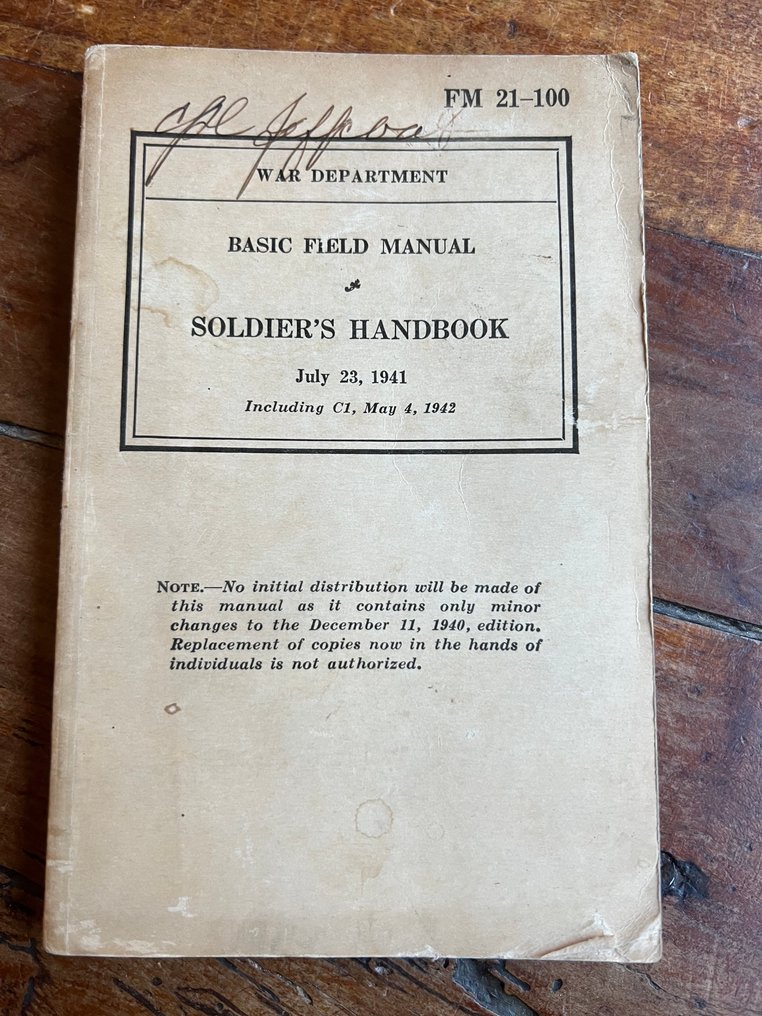 FM 21–100
WAR DEPARTMENT
BASIC FIELD MANUAL
SOLDIER'S HANDBOOK
July 23, 1941
Including C1, May 4, 1942
NOTE.—No initial distribution will be made of
this manual as it contains only minor
changes to the December 11, 1940, edition.
Replacement of copies now in the hands of
individuals is not authorized.